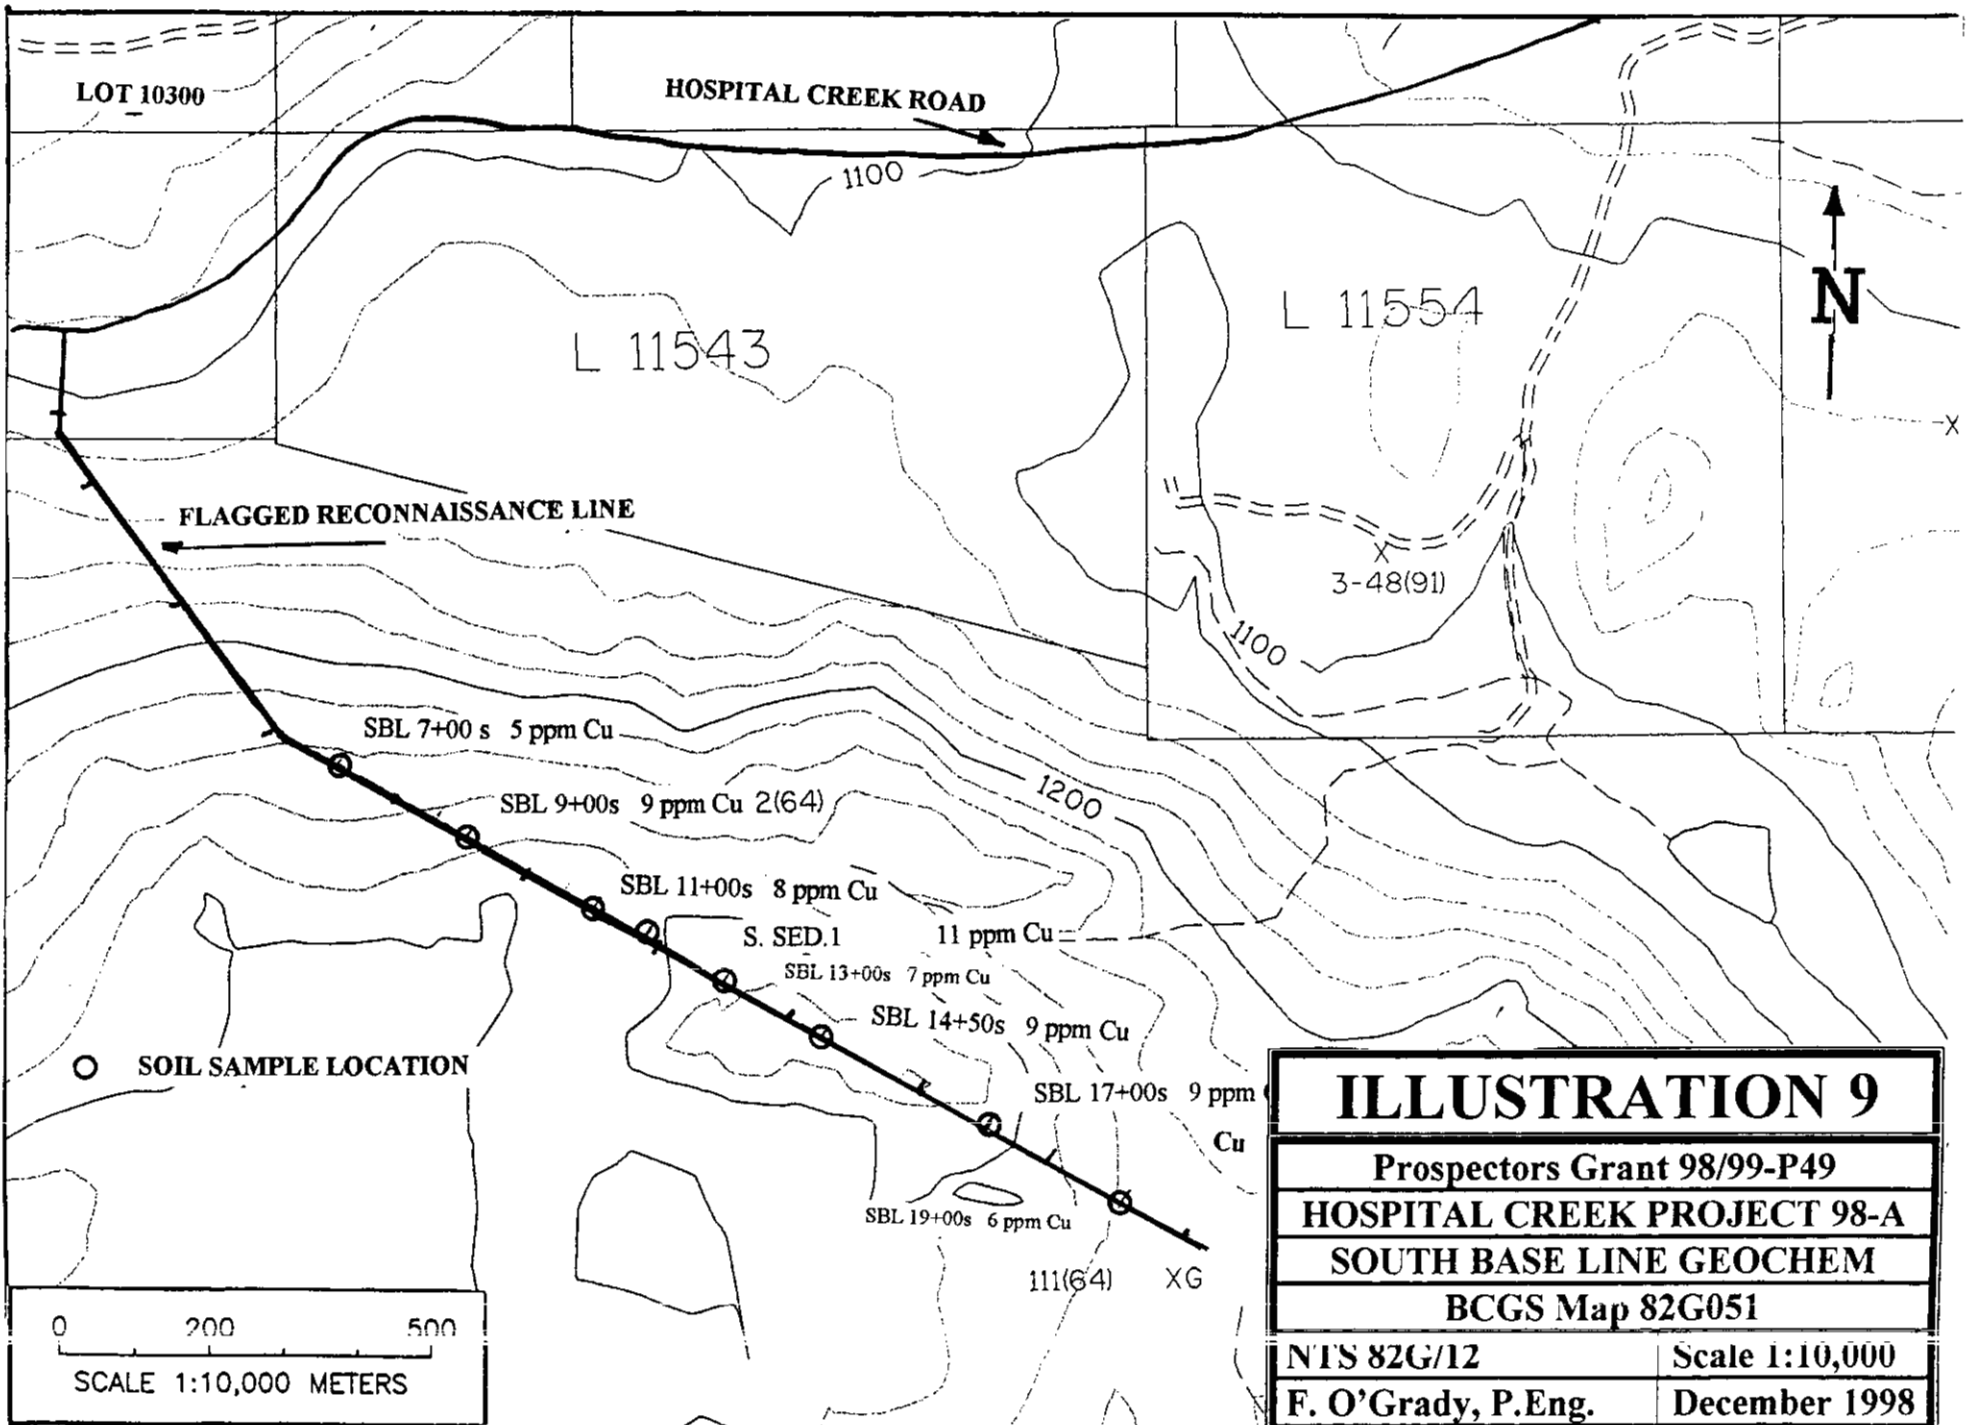 LOT 10300
HOSPITAL CREEK ROAD
1100
N
L 11543
L 11554
FLAGGED RECONNAISSANCE LINE
X
X
3-48(91)
1100
SBL 7+00 s 5 ppm Cu
1200
SBL 9+00s 9 ppm Cu 2(64)
SBL 11+00s 8 ppm Cu
S. SED.1 11 ppm Cu
SBL 13+00s 7 ppm Cu
SBL 14+50s 9 ppm Cu
SOIL SAMPLE LOCATION
SBL 17+00s 9 ppm
Cu
SBL 19+00s 6 ppm Cu
111(64) XG
0 200 500
SCALE 1:10,000 METERS
ILLUSTRATION 9
Prospectors Grant 98/99-P49
HOSPITAL CREEK PROJECT 98-A
SOUTH BASE LINE GEOCHEM
BCGS Map 82G051
NTS 82G/12 Scale 1:10,000
F. O'Grady, P.Eng. December 1998